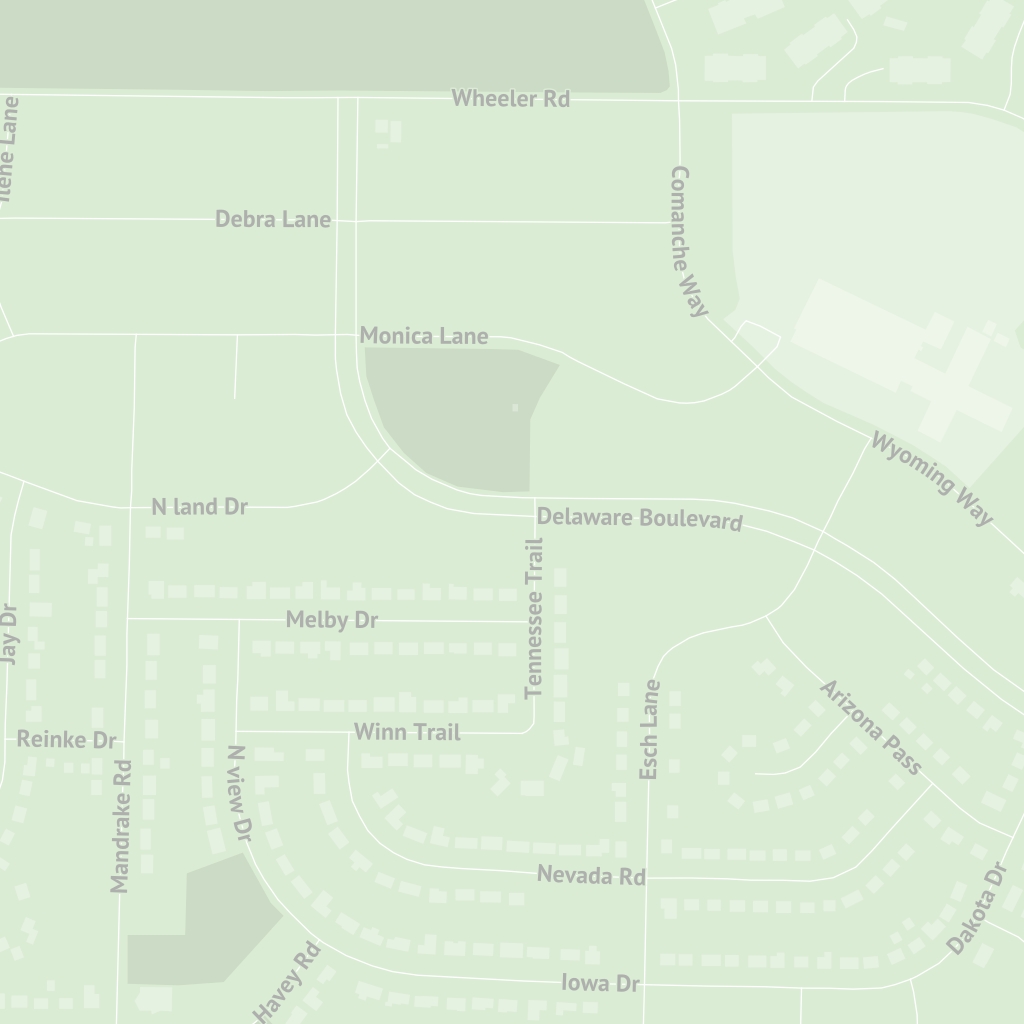 Wheeler Rd
Comanche Way
Debra Lane
Monica Lane
Wyoming Way
N land Dr
Delaware Boulevard
Tennessee Trail
Melby Dr
Jay Dr
Esch Lane
Arizona Pass
Winn Trail
Reinke Dr
N view Dr
Mandrake Rd
Nevada Rd
Dakota Dr
Havey Rd
Iowa Dr